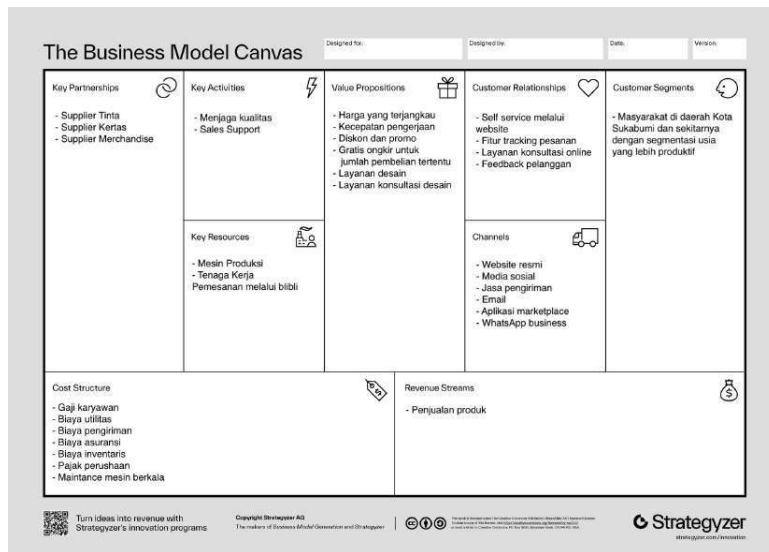 The Business Model Canvas
Designed for:
Designed by:
Date:
Version:
Key Partnerships
- Supplier Tinta
- Supplier Kertas
- Supplier Merchandise
Key Activities
- Menjaga kualitas
- Sales Support
Key Resources
- Mesin Produksi
- Tenaga Kerja
Pemesanan melalui blibli
Value Propositions
- Harga yang terjangkau
- Kecepatan pengerjaan
- Diskon dan promo
- Gratis ongkir untuk
jumlah pembelian tertentu
- Layanan desain
- Layanan konsultasi desain
Customer Relationships
- Self service melalui
website
- Fitur tracking pesanan
- Layanan konsultasi online
- Feedback pelanggan
Channels
- Website resmi
- Media sosial
- Jasa pengiriman
- Email
- Aplikasi marketplace
- WhatsApp business
Customer Segments
- Masyarakat di daerah Kota
Sukabumi dan sekitarnya
dengan segmentasi usia
yang lebih produktif
Cost Structure
- Gaji karyawan
- Biaya utilitas
- Biaya pengiriman
- Biaya asuransi
- Biaya inventaris
- Pajak perushaan
- Maintance mesin berkala
Revenue Streams
- Penjualan produk
Turn ideas into revenue with
Strategyzer's innovation programs
Copyright Strategyzer AG
The makers of Business Model Generation and Strategyzer
Strategyzer
strategyzer.com/innovation